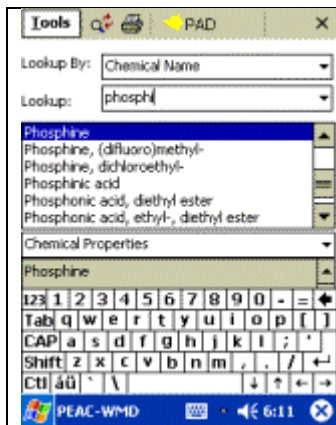 Tools PAD ×
Lookup By: Chemical Name
Lookup: phosphi
Phosphine
Phosphine, (difluoro)methyl-
Phosphine, dichloroethyl-
Phosphinic acid
Phosphonic acid, diethyl ester
Phosphonic acid, ethyl-, diethyl ester
Chemical Properties
Phosphine
123 1 2 3 4 5 6 7 8 9 0 - = ←
Tab q w e r t y u i o p [ ]
CAP a s d f g h j k l ; '
Shift z x c v b n m , . / ↵
Ctl áü ` \ ↓ ↑ ← →
PEAC-WMD 6:11